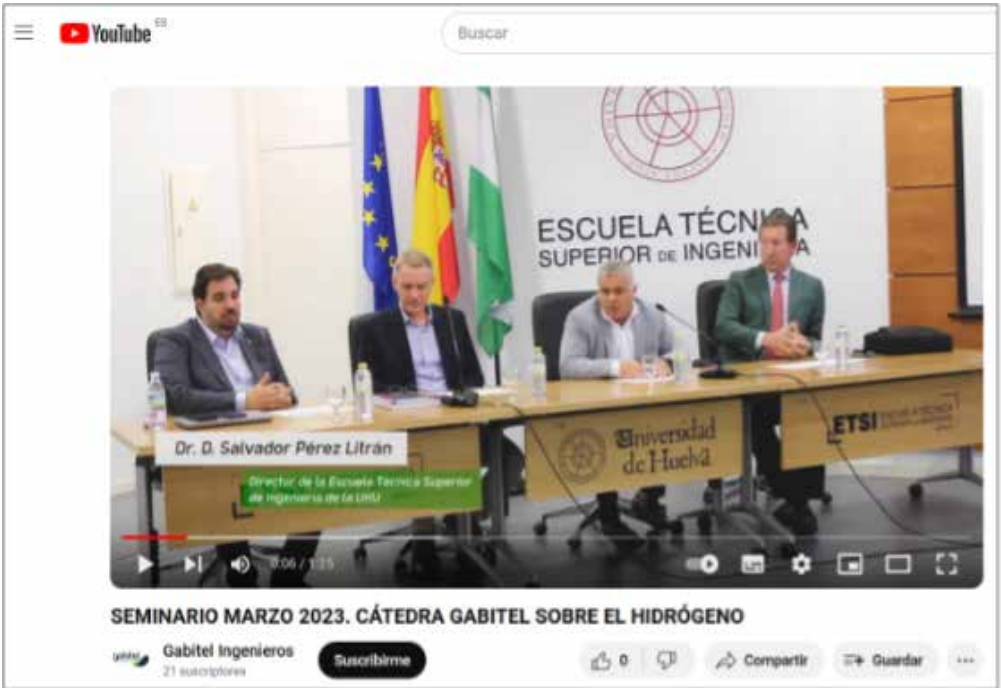 YouTube ES
Buscar
ESCUELA TÉCNICA
SUPERIOR DE INGENIERÍA
Universidad
de Huelva
ETSI
Dr. D. Salvador Pérez Litrán
Director de la Escuela Técnica Superior
de Ingeniería de la UHU
0:06 / 1:25
SEMINARIO MARZO 2023. CÁTEDRA GABITEL SOBRE EL HIDRÓGENO
gabitel
Gabitel Ingenieros
21 suscriptores
Suscribirme
0
Compartir
Guardar